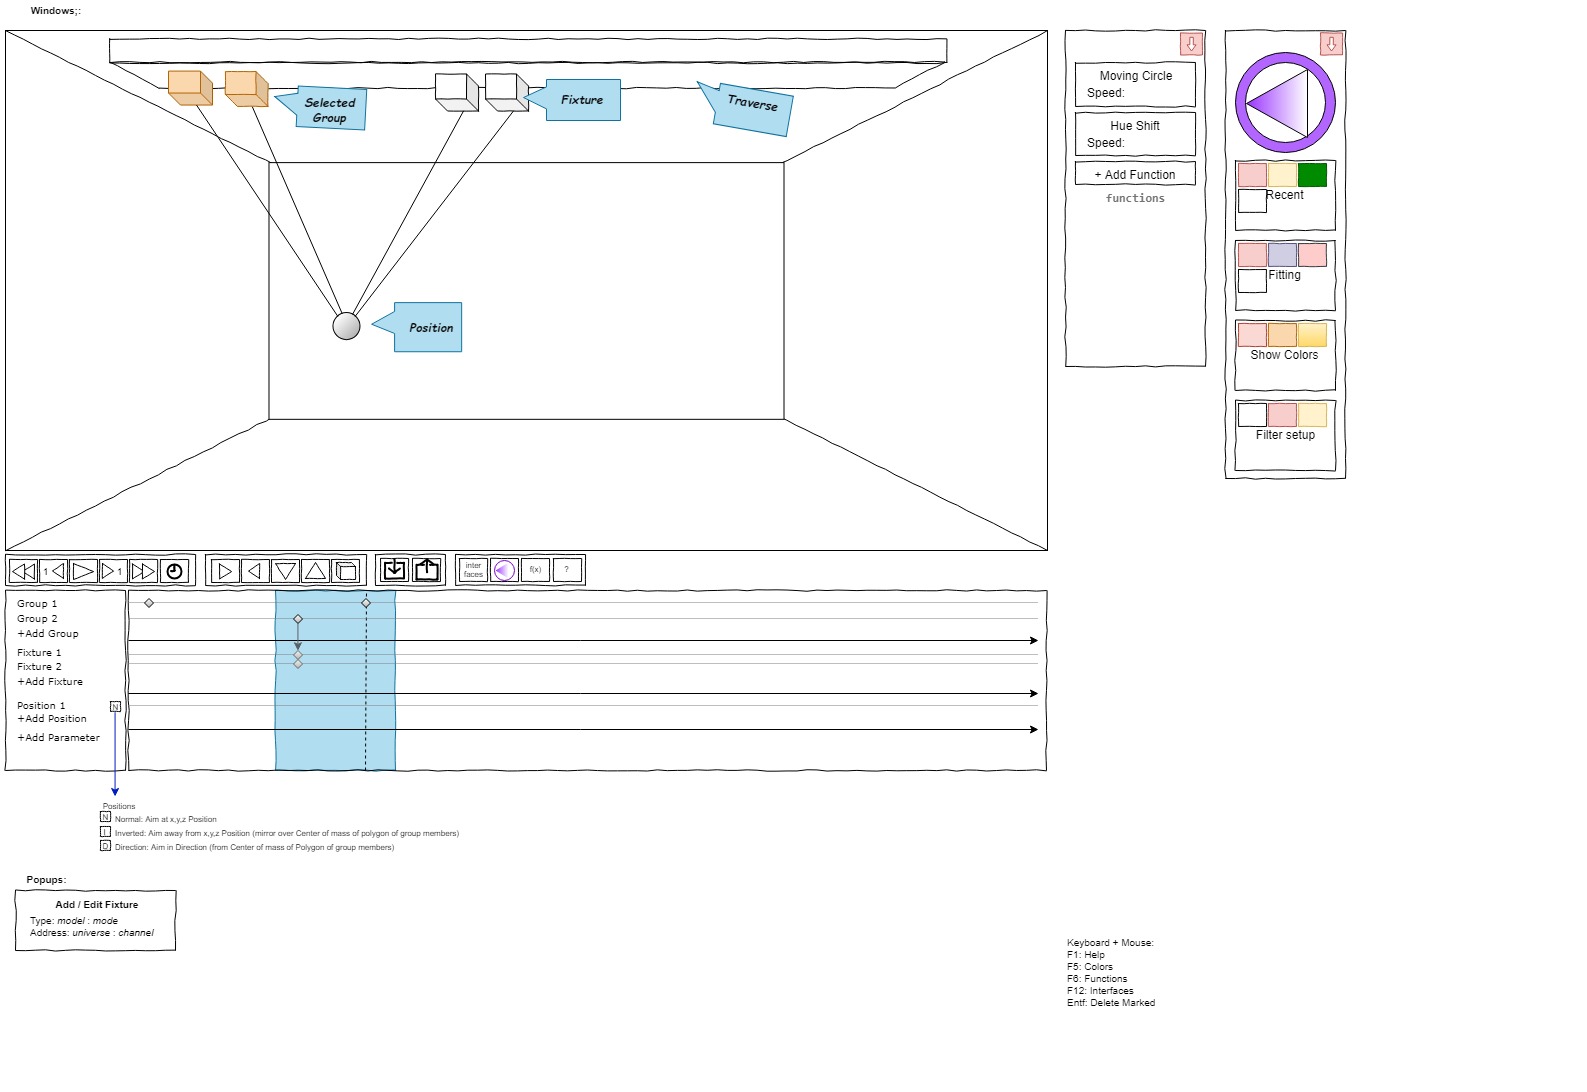 Windows;:
Selected
Group
Fixture
Traverse
Position
Moving Circle
Speed:
Hue Shift
Speed:
+ Add Function
functions
Recent
Fitting
Show Colors
Filter setup
1
1
inter
faces
f(x)
?
Group 1
Group 2
+Add Group
Fixture 1
Fixture 2
+Add Fixture
Position 1
N
+Add Position
+Add Parameter
Positions
N Normal: Aim at x,y,z Position
I Inverted: Aim away from x,y,z Position (mirror over Center of mass of polygon of group members)
D Direction: Aim in Direction (from Center of mass of Polygon of group members)
Popups:
Add / Edit Fixture
Type: model : mode
Address: universe : channel
Keyboard + Mouse:
F1: Help
F5: Colors
F6: Functions
F12: Interfaces
Entf: Delete Marked